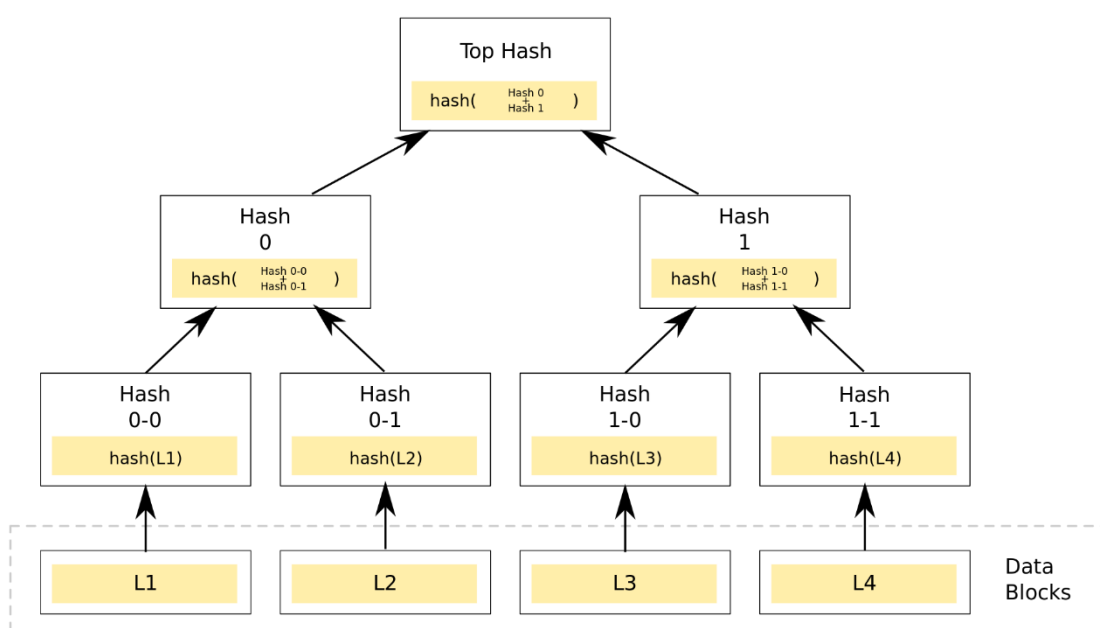 Top Hash
hash( Hash 0 + Hash 1 )
Hash
0
hash( Hash 0-0 + Hash 0-1 )
Hash
1
hash( Hash 1-0 + Hash 1-1 )
Hash
0-0
hash(L1)
Hash
0-1
hash(L2)
Hash
1-0
hash(L3)
Hash
1-1
hash(L4)
L1
L2
L3
L4
Data
Blocks